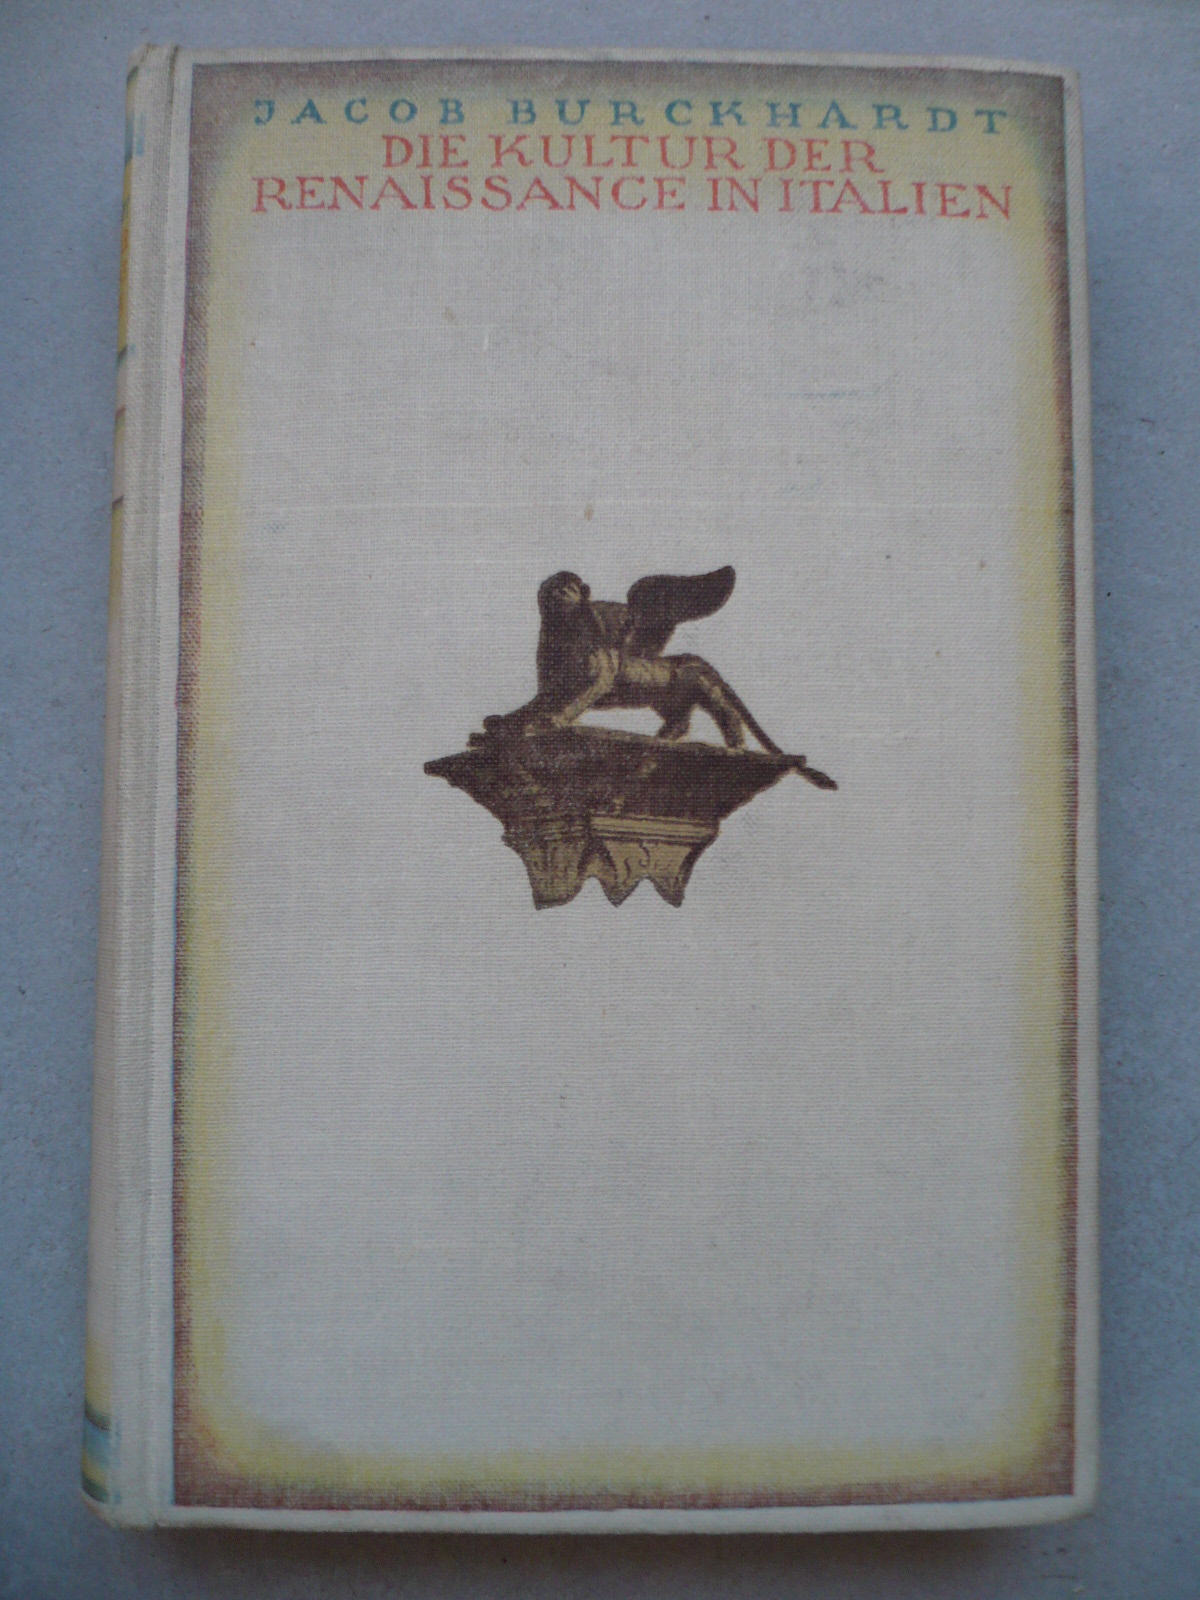 JACOB BURCKHARDT
DIE KULTUR DER
RENAISSANCE IN ITALIEN